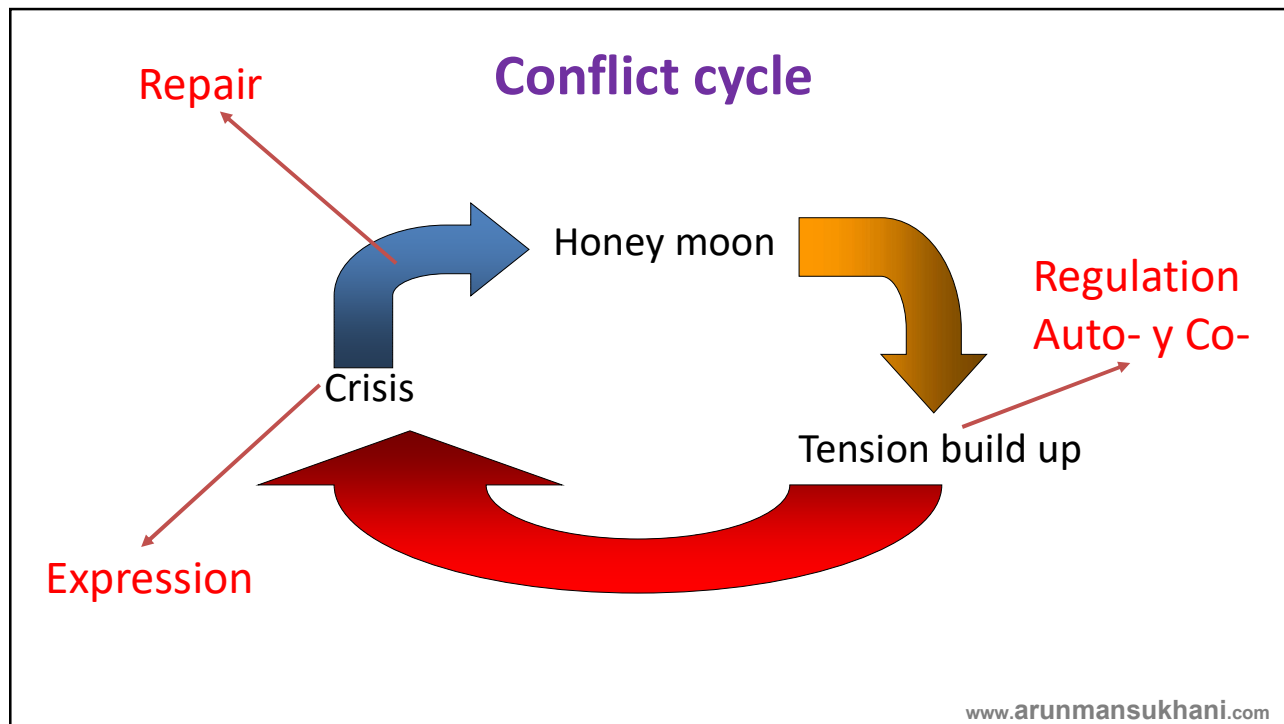 Conflict cycle
Repair
Honey moon
Regulation
Auto- y Co-
Crisis
Tension build up
Expression
www.arunmansukhani.com